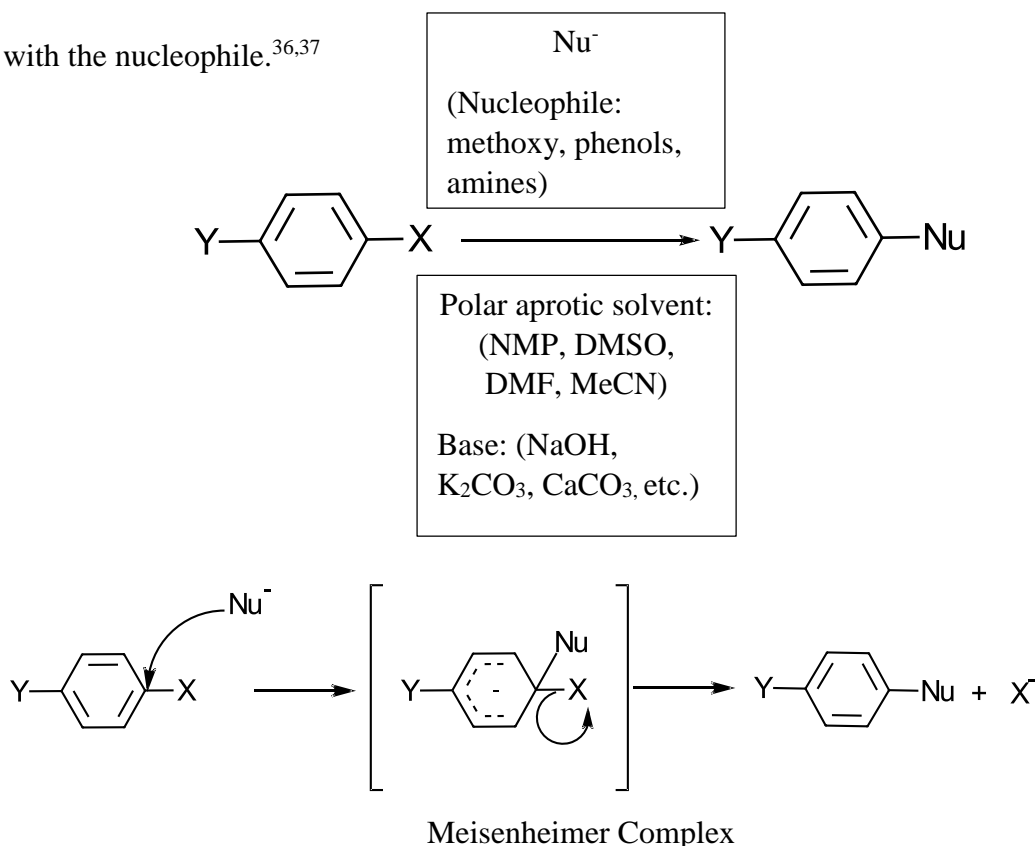 with the nucleophile.36,37
Nu-
(Nucleophile:
methoxy, phenols,
amines)
Y X Y Nu
Polar aprotic solvent:
(NMP, DMSO,
DMF, MeCN)
Base: (NaOH,
K2CO3, CaCO3, etc.)
Nu-
Y X Y - Nu X Y Nu + X-
Meisenheimer Complex